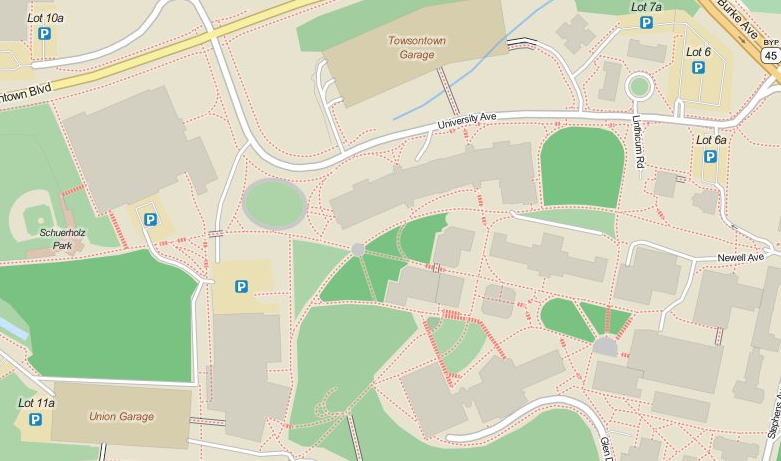 Lot 10a
P
Lot 7a
P
Burke Ave
Towsontown
Garage
Lot 6
P
BYP
45
ntown Blvd
University Ave
Linthicum Rd
Lot 6a
P
Schuerholz
Park
P
P
Newell Ave
Lot 11a
P
Union Garage
Stephens A
Glen D